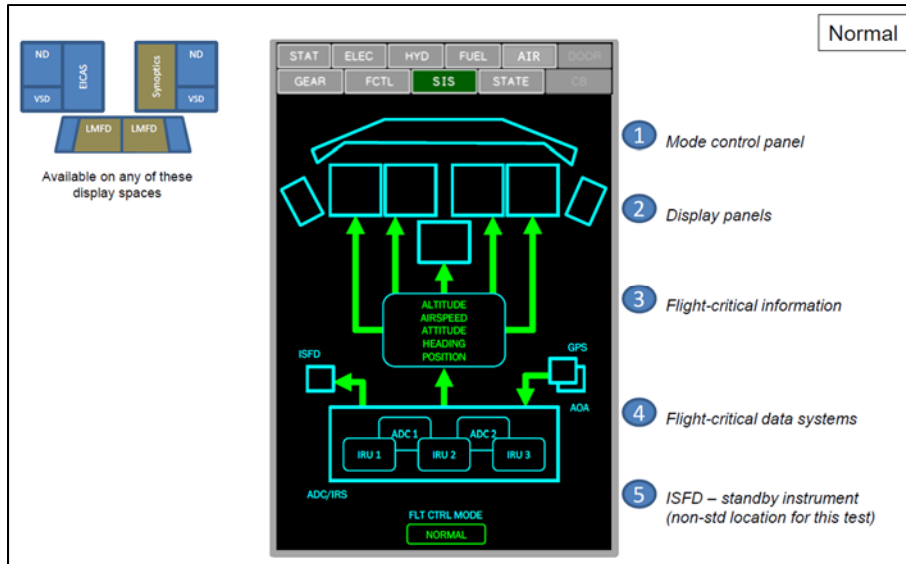 Normal
ND
EICAS
VSD
Synoptics
ND
VSD
LMFD
LMFD
Available on any of these
display spaces
STAT ELEC HYD FUEL AIR DOOR
GEAR FCTL SIS STATE CB
1 Mode control panel
2 Display panels
3 Flight-critical information
ALTITUDE
AIRSPEED
ATTITUDE
HEADING
POSITION
ISFD
GPS
AOA
4 Flight-critical data systems
ADC 1 ADC 2
IRU 1 IRU 2 IRU 3
ADC/IRS
5 ISFD – standby instrument
(non-std location for this test)
FLT CTRL MODE
NORMAL